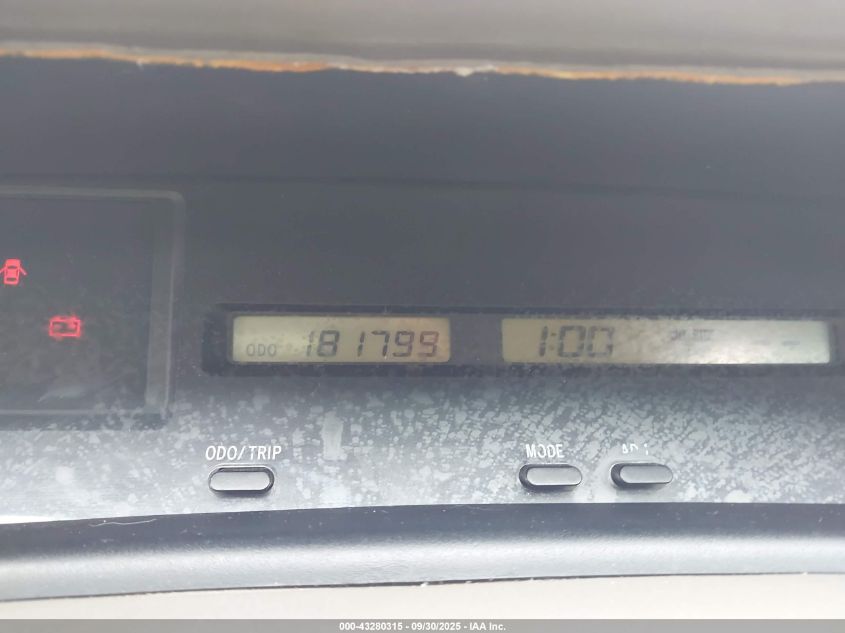 ODO 181799 1:00
ODO/TRIP MODE
000-43280315 - 09/30/2025 - IAA Inc.